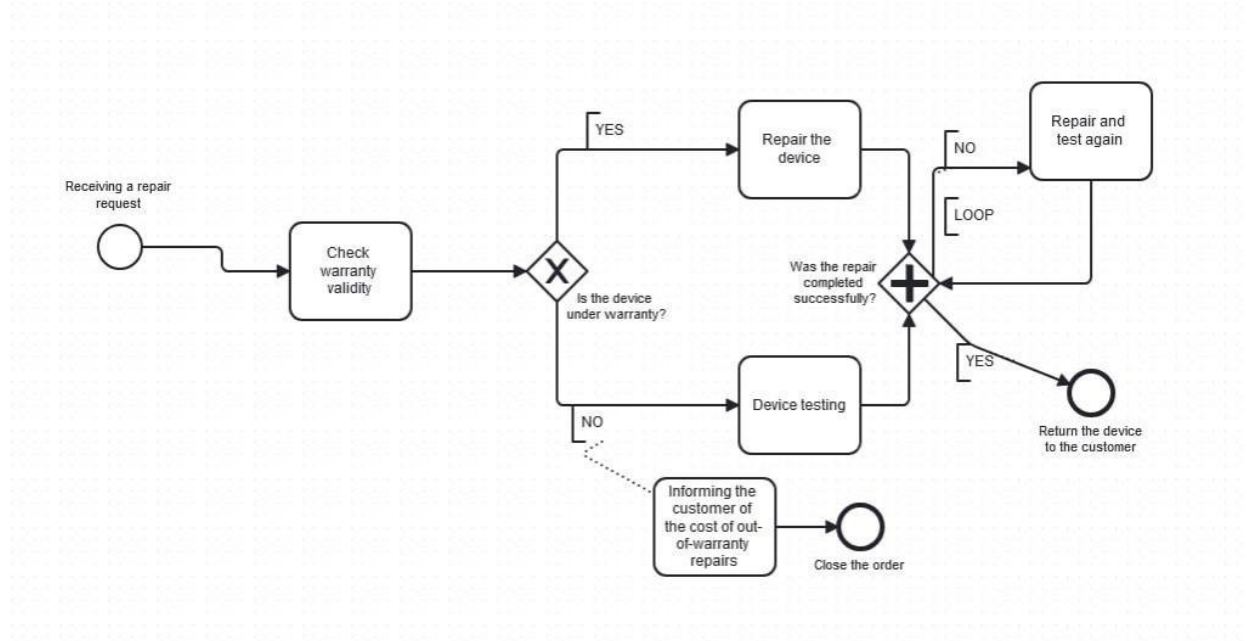 Receiving a repair
request
Check
warranty
validity
X
Is the device
under warranty?
YES
Repair the
device
NO
Device testing
Informing the
customer of
the cost of out-
of-warranty
repairs
Close the order
Was the repair
completed
successfully?
NO
LOOP
Repair and
test again
YES
Return the device
to the customer